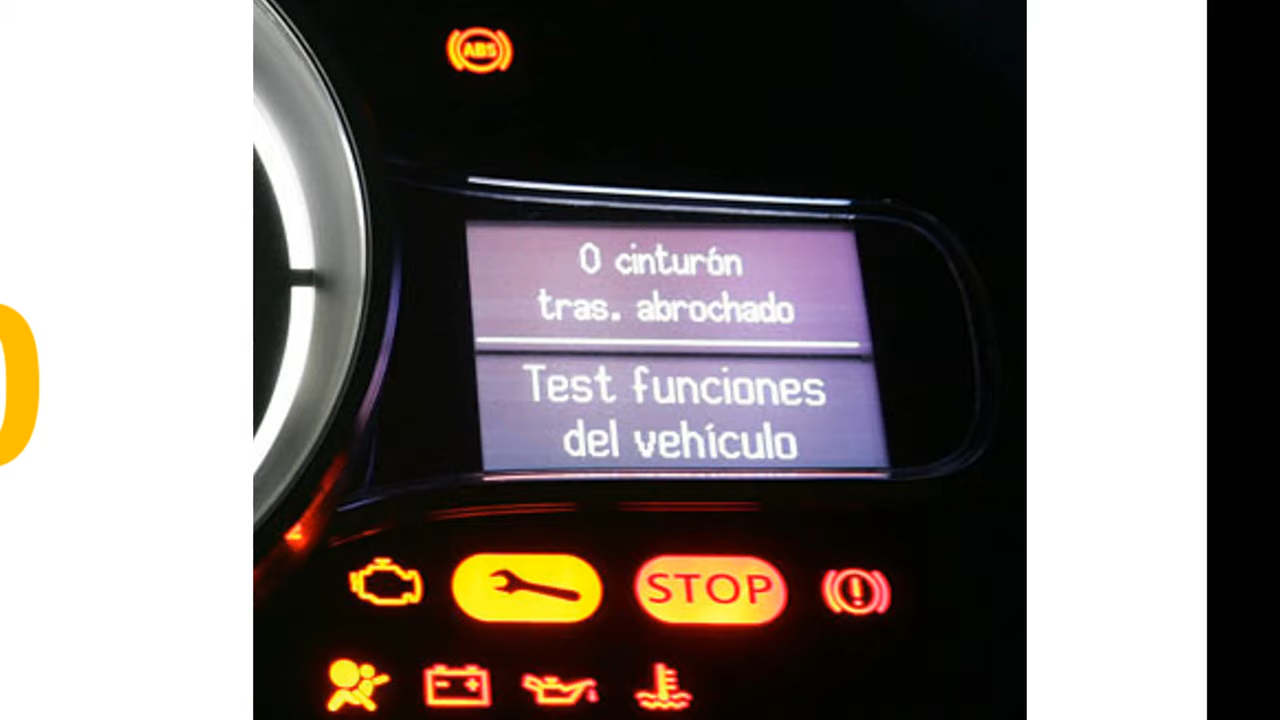 ABS
0 cinturón
tras. abrochado
Test funciones
del vehículo
STOP